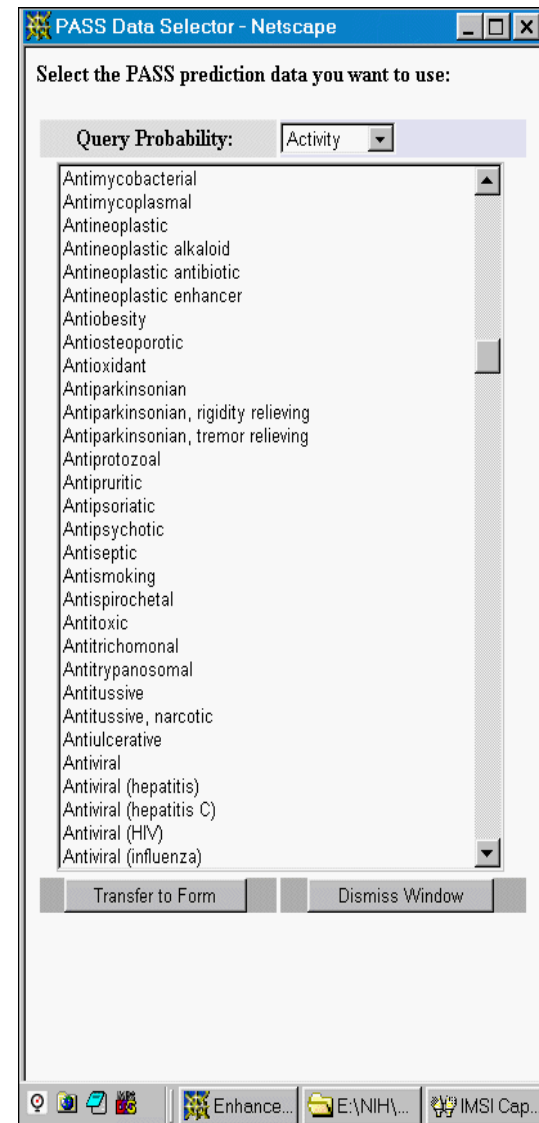 PASS Data Selector - Netscape
Select the PASS prediction data you want to use:
Query Probability: Activity
Antimycobacterial
Antimycoplasmal
Antineoplastic
Antineoplastic alkaloid
Antineoplastic antibiotic
Antineoplastic enhancer
Antiobesity
Antiosteoporotic
Antioxidant
Antiparkinsonian
Antiparkinsonian, rigidity relieving
Antiparkinsonian, tremor relieving
Antiprotozoal
Antipruritic
Antipsoriatic
Antipsychotic
Antiseptic
Antismoking
Antispirochetal
Antitoxic
Antitrichomonal
Antitrypanosomal
Antitussive
Antitussive, narcotic
Antiulcerative
Antiviral
Antiviral (hepatitis)
Antiviral (hepatitis C)
Antiviral (HIV)
Antiviral (influenza)
Transfer to Form Dismiss Window
Enhance... E:\NIH\... IMSI Cap...